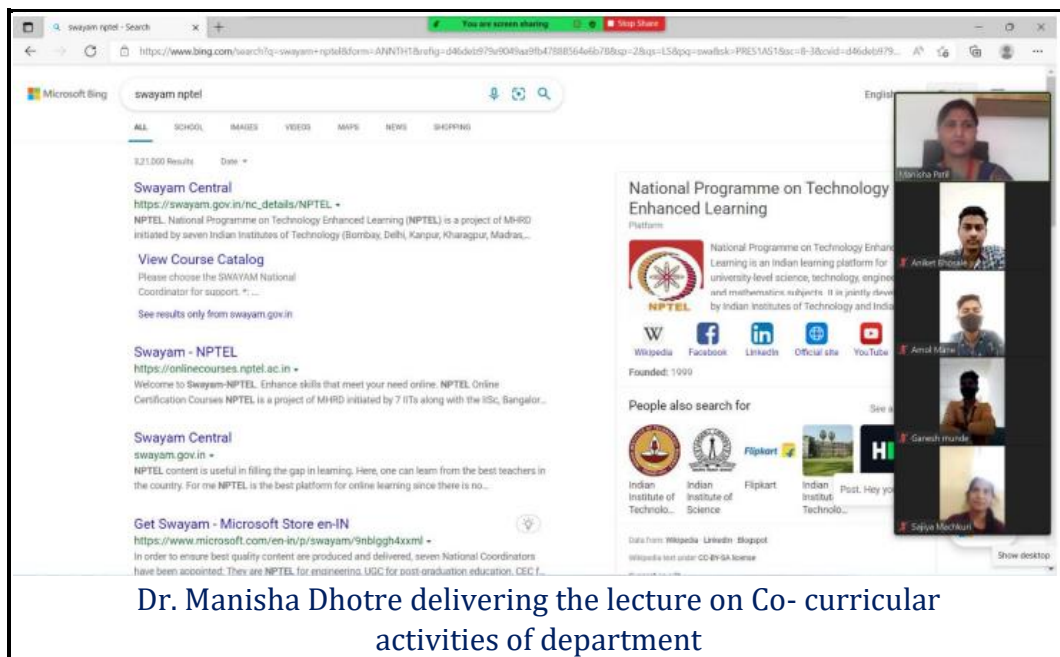 swayam nptel - Search
You are screen sharing
Stop Share
https://www.bing.com/search?q=swayam+nptel&form=ANNTH1&refig=
Microsoft Bing
swayam nptel
English
ALL SCHOOL IMAGES VIDEOS MAPS NEWS SHOPPING
3,21,000 Results Date
Swayam Central
https://swayam.gov.in/nc_details/NPTEL
NPTEL. National Programme on Technology Enhanced Learning (NPTEL) is a project of MHRD
initiated by seven Indian Institutes of Technology (Bombay, Delhi, Kanpur, Kharagpur, Madras,...
View Course Catalog
Please choose the SWAYAM National
Coordinator for support. *: ...
See results only from swayam.gov.in
Swayam - NPTEL
https://onlinecourses.nptel.ac.in
Welcome to Swayam-NPTEL. Enhance skills that meet your need online. NPTEL Online
Certification Courses NPTEL is a project of MHRD initiated by 7 IITs along with the IISc, Bangalor...
Swayam Central
swayam.gov.in
NPTEL content is useful in filling the gap in learning. Here, one can learn from the best teachers in
the country. For me NPTEL is the best platform for online learning since there is no...
Get Swayam - Microsoft Store en-IN
https://www.microsoft.com/en-in/p/swayam/9nblggh4xxml
In order to ensure best quality content are produced and delivered, seven National Coordinators
have been appointed: They are NPTEL for engineering, UGC for post-graduation education, CEC f...
National Programme on Technology
Enhanced Learning
Platform
National Programme on Technology Enhanc
Learning is an Indian learning platform for
university-level science, technology, enginee
and mathematics subjects. It is jointly deve
by Indian Institutes of Technology and India
NPTEL
Wikipedia Facebook LinkedIn Official site YouTube
Founded: 1999
People also search for
See a
Flipkart
HI
Indian Institute of Technolo...
Indian Institute of Science
Flipkart
Indian Institut Technolo...
Post. Hey yo
Data from: Wikipedia · LinkedIn · Blogspot
Wikipedia text under CC-BY-SA license
Manisha Patil
Aniket Bhosale
Amol Mane
Ganesh munde
Sajiya Machkuri
Show desktop
Dr. Manisha Dhotre delivering the lecture on Co- curricular
activities of department